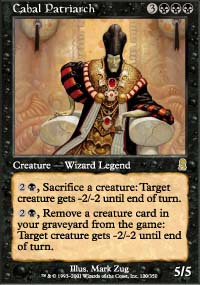 Cabal Patriarch 3
Creature — Wizard Legend
2, Sacrifice a creature: Target
creature gets -2/-2 until end of turn.
2, Remove a creature card in
your graveyard from the game:
Target creature gets -2/-2 until
end of turn.
Illus. Mark Zug
5/5
™ & © 1993-2001 Wizards of the Coast, Inc. 120/350